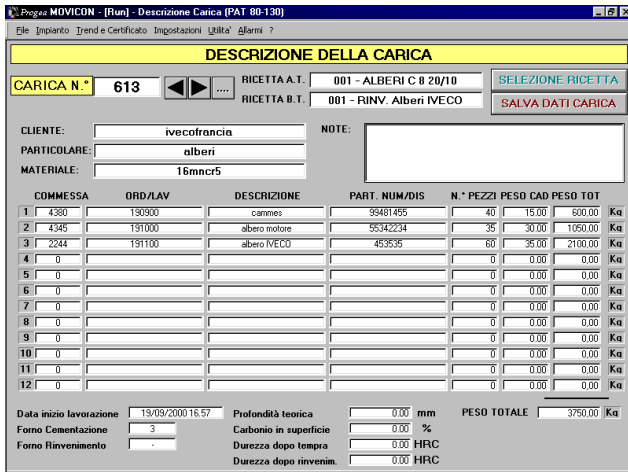 Progea MOVICON - [Run] - Descrizione Carica (PAT 80-130)
File Impianto Trend e Certificato Impostazioni Utilita' Allarmi ?
DESCRIZIONE DELLA CARICA
CARICA N.° 613 .... RICETTA A.T. 001 - ALBERI C 8 20/10 SELEZIONE RICETTA
RICETTA B.T. 001 - RINV. Alberi IVECO SALVA DATI CARICA
CLIENTE: ivecofrancia NOTE:
PARTICOLARE: alberi
MATERIALE: 16mncr5
COMMESSA ORD/LAV DESCRIZIONE PART. NUM/DIS N.° PEZZI PESO CAD PESO TOT
1 4380 190900 cammes 99481455 40 15.00 600,00 Kg
2 4345 191000 albero motore 55342234 35 30.00 1050,00 Kg
3 2244 191100 albero IVECO 453535 60 35.00 2100,00 Kg
4 0 0 0.00 0,00 Kg
5 0 0 0.00 0,00 Kg
6 0 0 0.00 0,00 Kg
7 0 0 0.00 0,00 Kg
8 0 0 0.00 0,00 Kg
9 0 0 0.00 0,00 Kg
10 0 0 0.00 0,00 Kg
11 0 0 0.00 0,00 Kg
12 0 0 0.00 0,00 Kg
Data inizio lavorazione 19/09/2000 16.57 Profondità teorica 0.00 mm PESO TOTALE 3750,00 Kg
Forno Cementazione 3 Carbonio in superficie 0.00 %
Forno Rinvenimento - Durezza dopo tempra 0.00 HRC
Durezza dopo rinvenim. 0.00 HRC